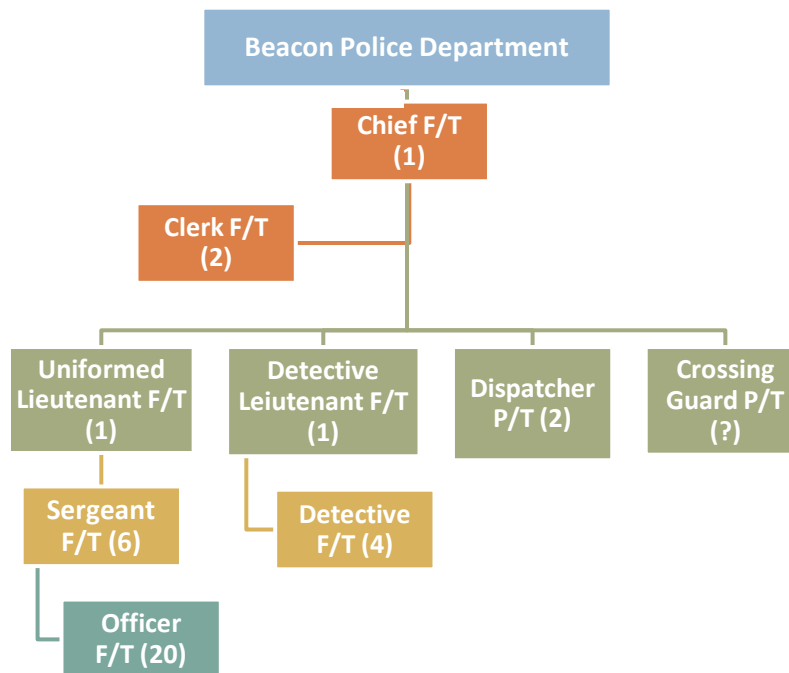 Beacon Police Department
Chief F/T
(1)
Clerk F/T
(2)
Uniformed
Lieutenant F/T
(1)
Detective
Leiutenant F/T
(1)
Dispatcher
P/T (2)
Crossing
Guard P/T
(?)
Sergeant
F/T (6)
Detective
F/T (4)
Officer
F/T (20)